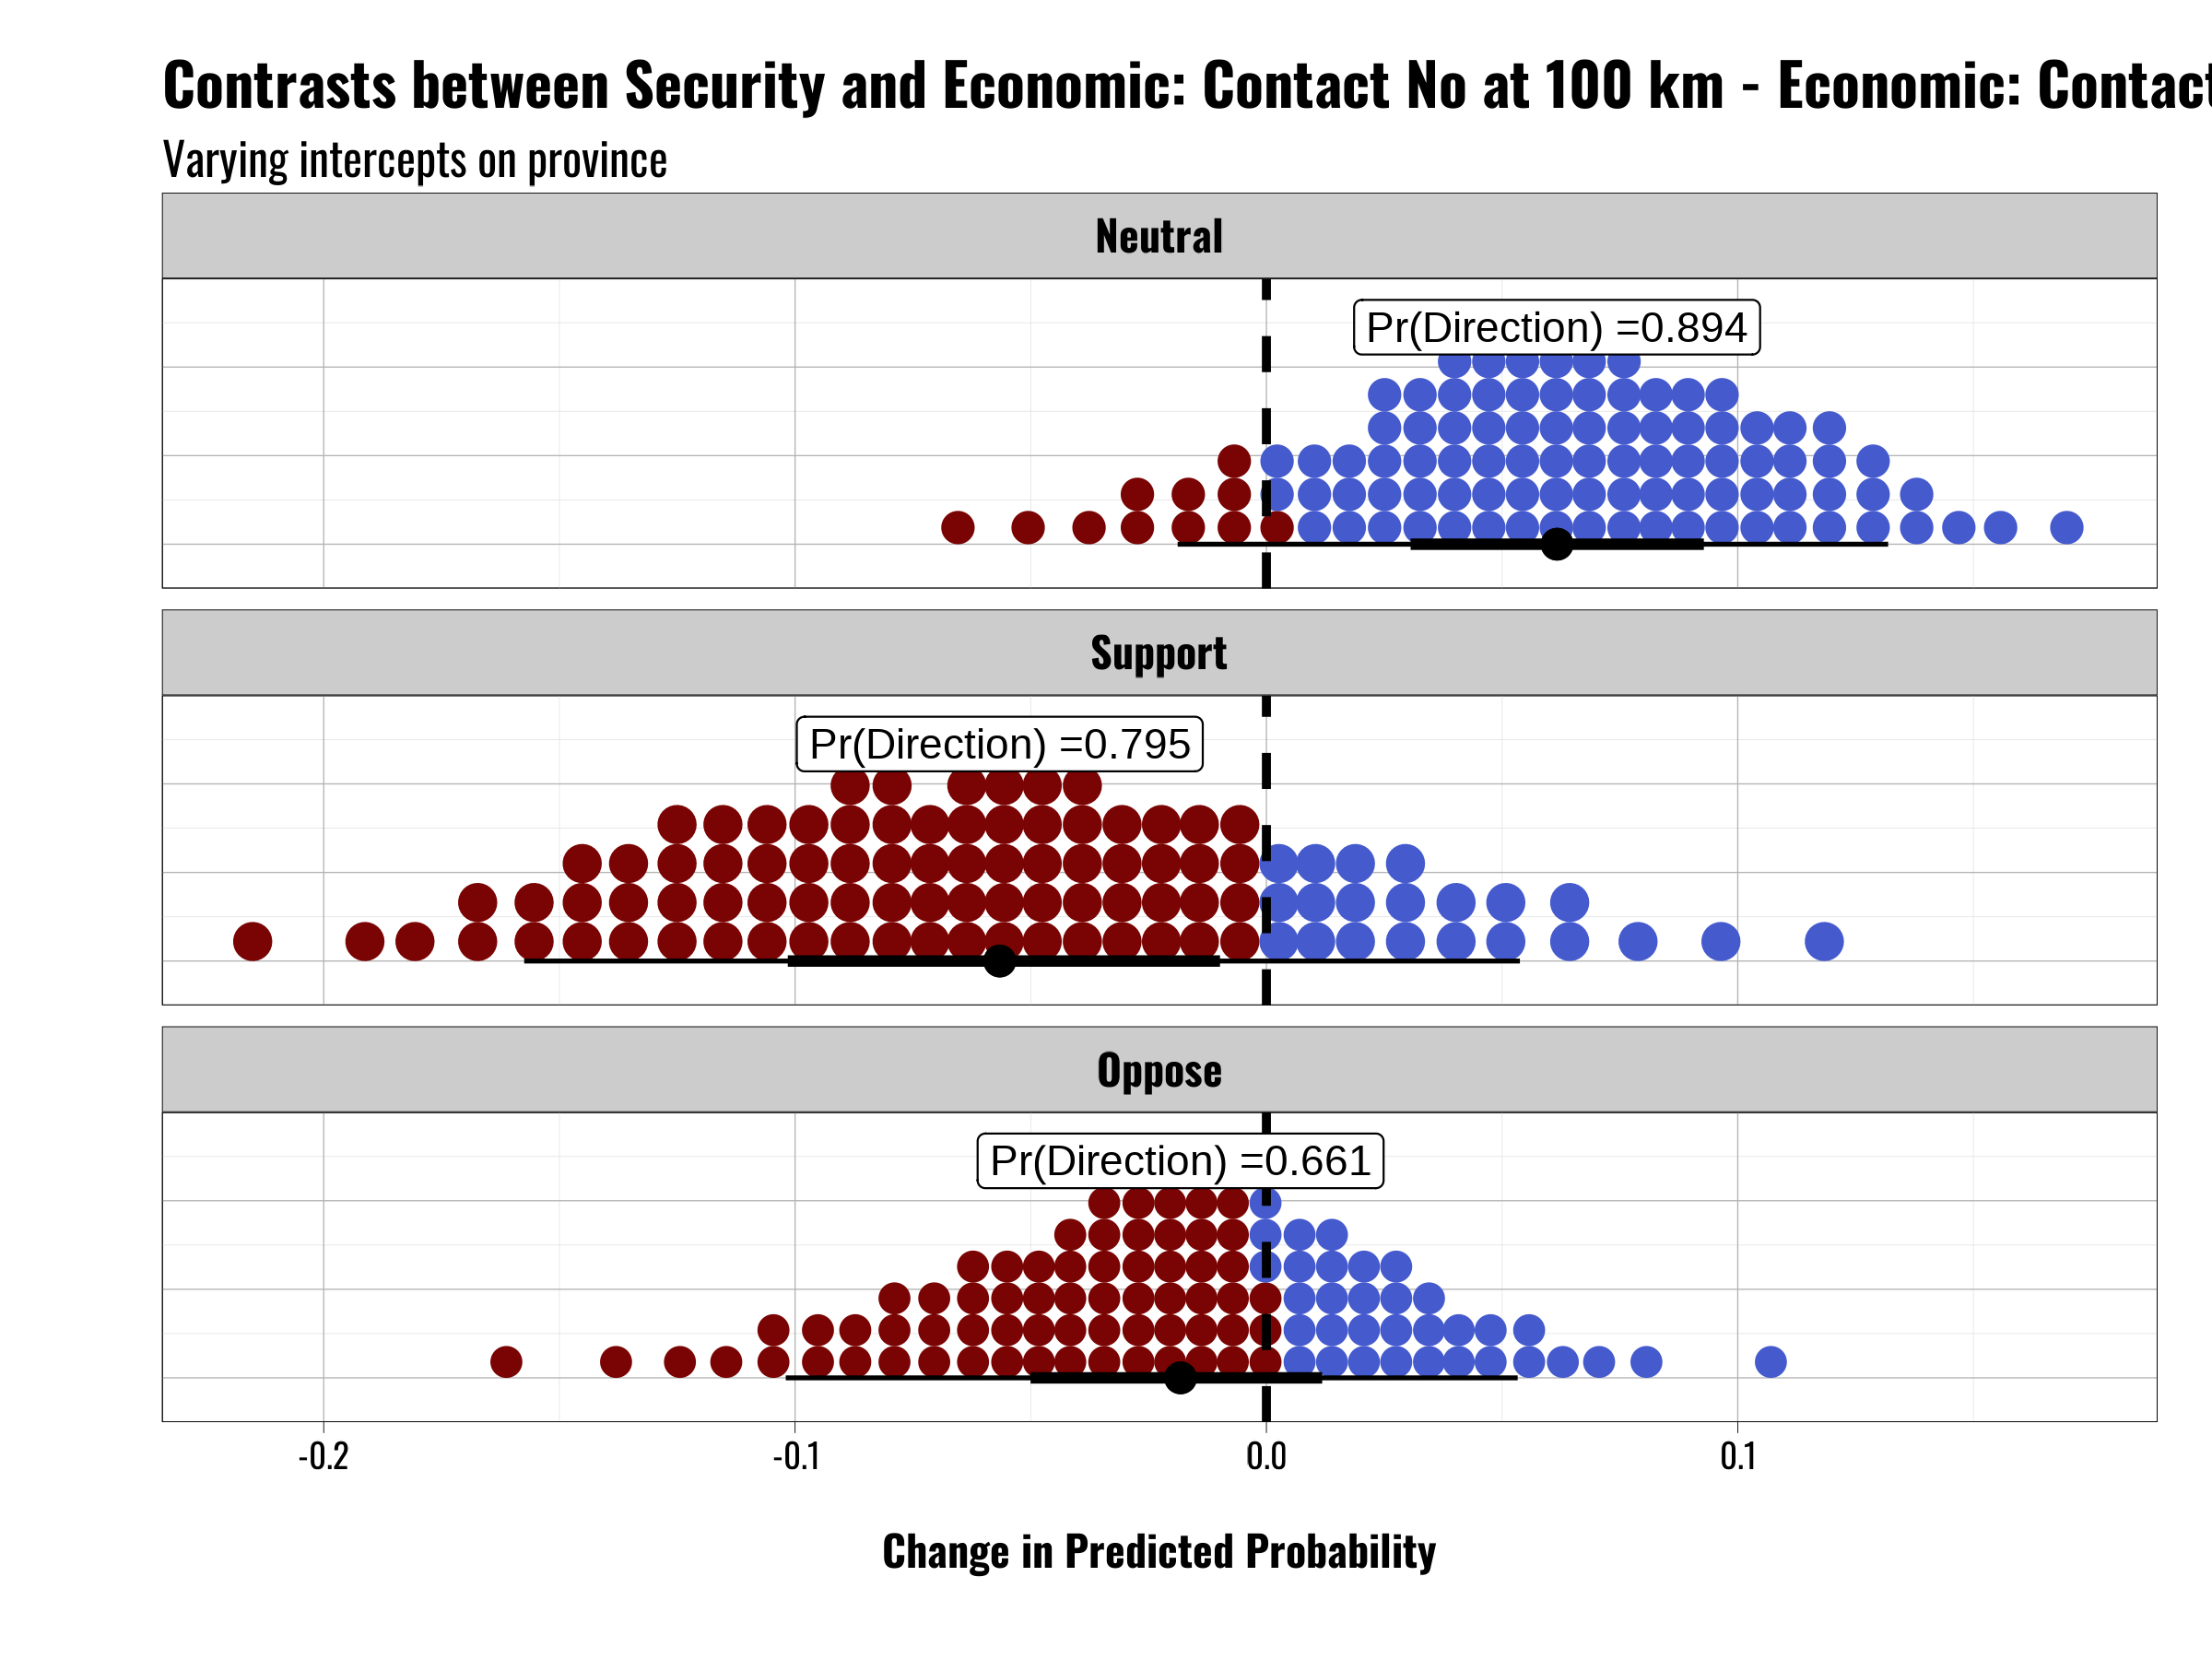 Contrasts between Security and Economic: Contact No at 100 km - Economic: Contact
Varying intercepts on province
Neutral
Pr(Direction) =0.894
Support
Pr(Direction) =0.795
Oppose
Pr(Direction) =0.661
-0.2 -0.1 0.0 0.1
Change in Predicted Probability